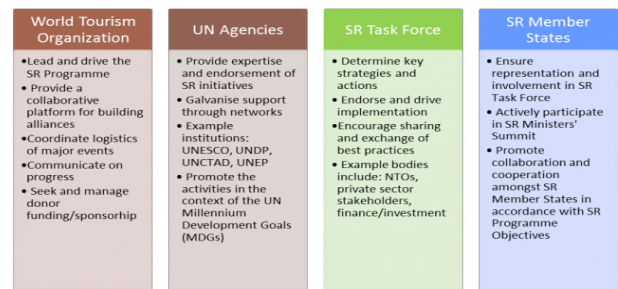 World Tourism
Organization
•Lead and drive the
SR Programme
• Provide a
collaborative
platform for building
alliances
•Coordinate logistics
of major events
•Communicate on
progress
• Seek and manage
donor
funding/sponsorhip
UN Agencies
• Provide expertise
and endorsement of
SR initiatives
• Galvanise support
through networks
• Example
institutions:
UNESCO, UNDP,
UNCTAD, UNEP
• Promote the
activities in the
context of the UN
Millennium
Development Goals
(MDGs)
SR Task Force
• Determine key
strategies and
actions
• Endorse and drive
implementation
•Encourage sharing
and exchange of
best practices
• Example bodies
include: NTOs,
private sector
stakeholders,
finance/investment
SR Member
States
• Ensure
representation and
involvement in SR
Task Force
• Actively participate
in SR Ministers'
Summit
• Promote
collaboration and
cooperation
amongst SR
Member States in
accordance with SR
Programme
Objectives